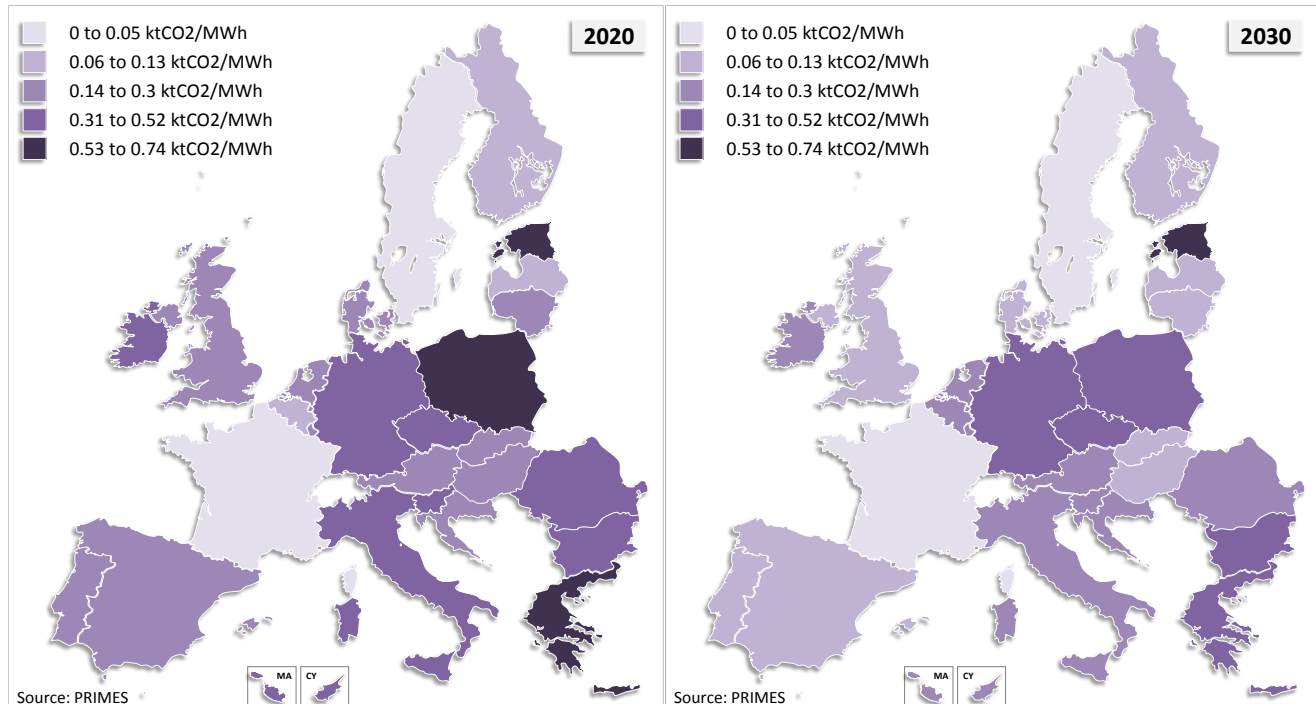 0 to 0.05 ktCO2/MWh
0.06 to 0.13 ktCO2/MWh
0.14 to 0.3 ktCO2/MWh
0.31 to 0.52 ktCO2/MWh
0.53 to 0.74 ktCO2/MWh
2020
MA
CY
Source: PRIMES
0 to 0.05 ktCO2/MWh
0.06 to 0.13 ktCO2/MWh
0.14 to 0.3 ktCO2/MWh
0.31 to 0.52 ktCO2/MWh
0.53 to 0.74 ktCO2/MWh
2030
MA
CY
Source: PRIMES